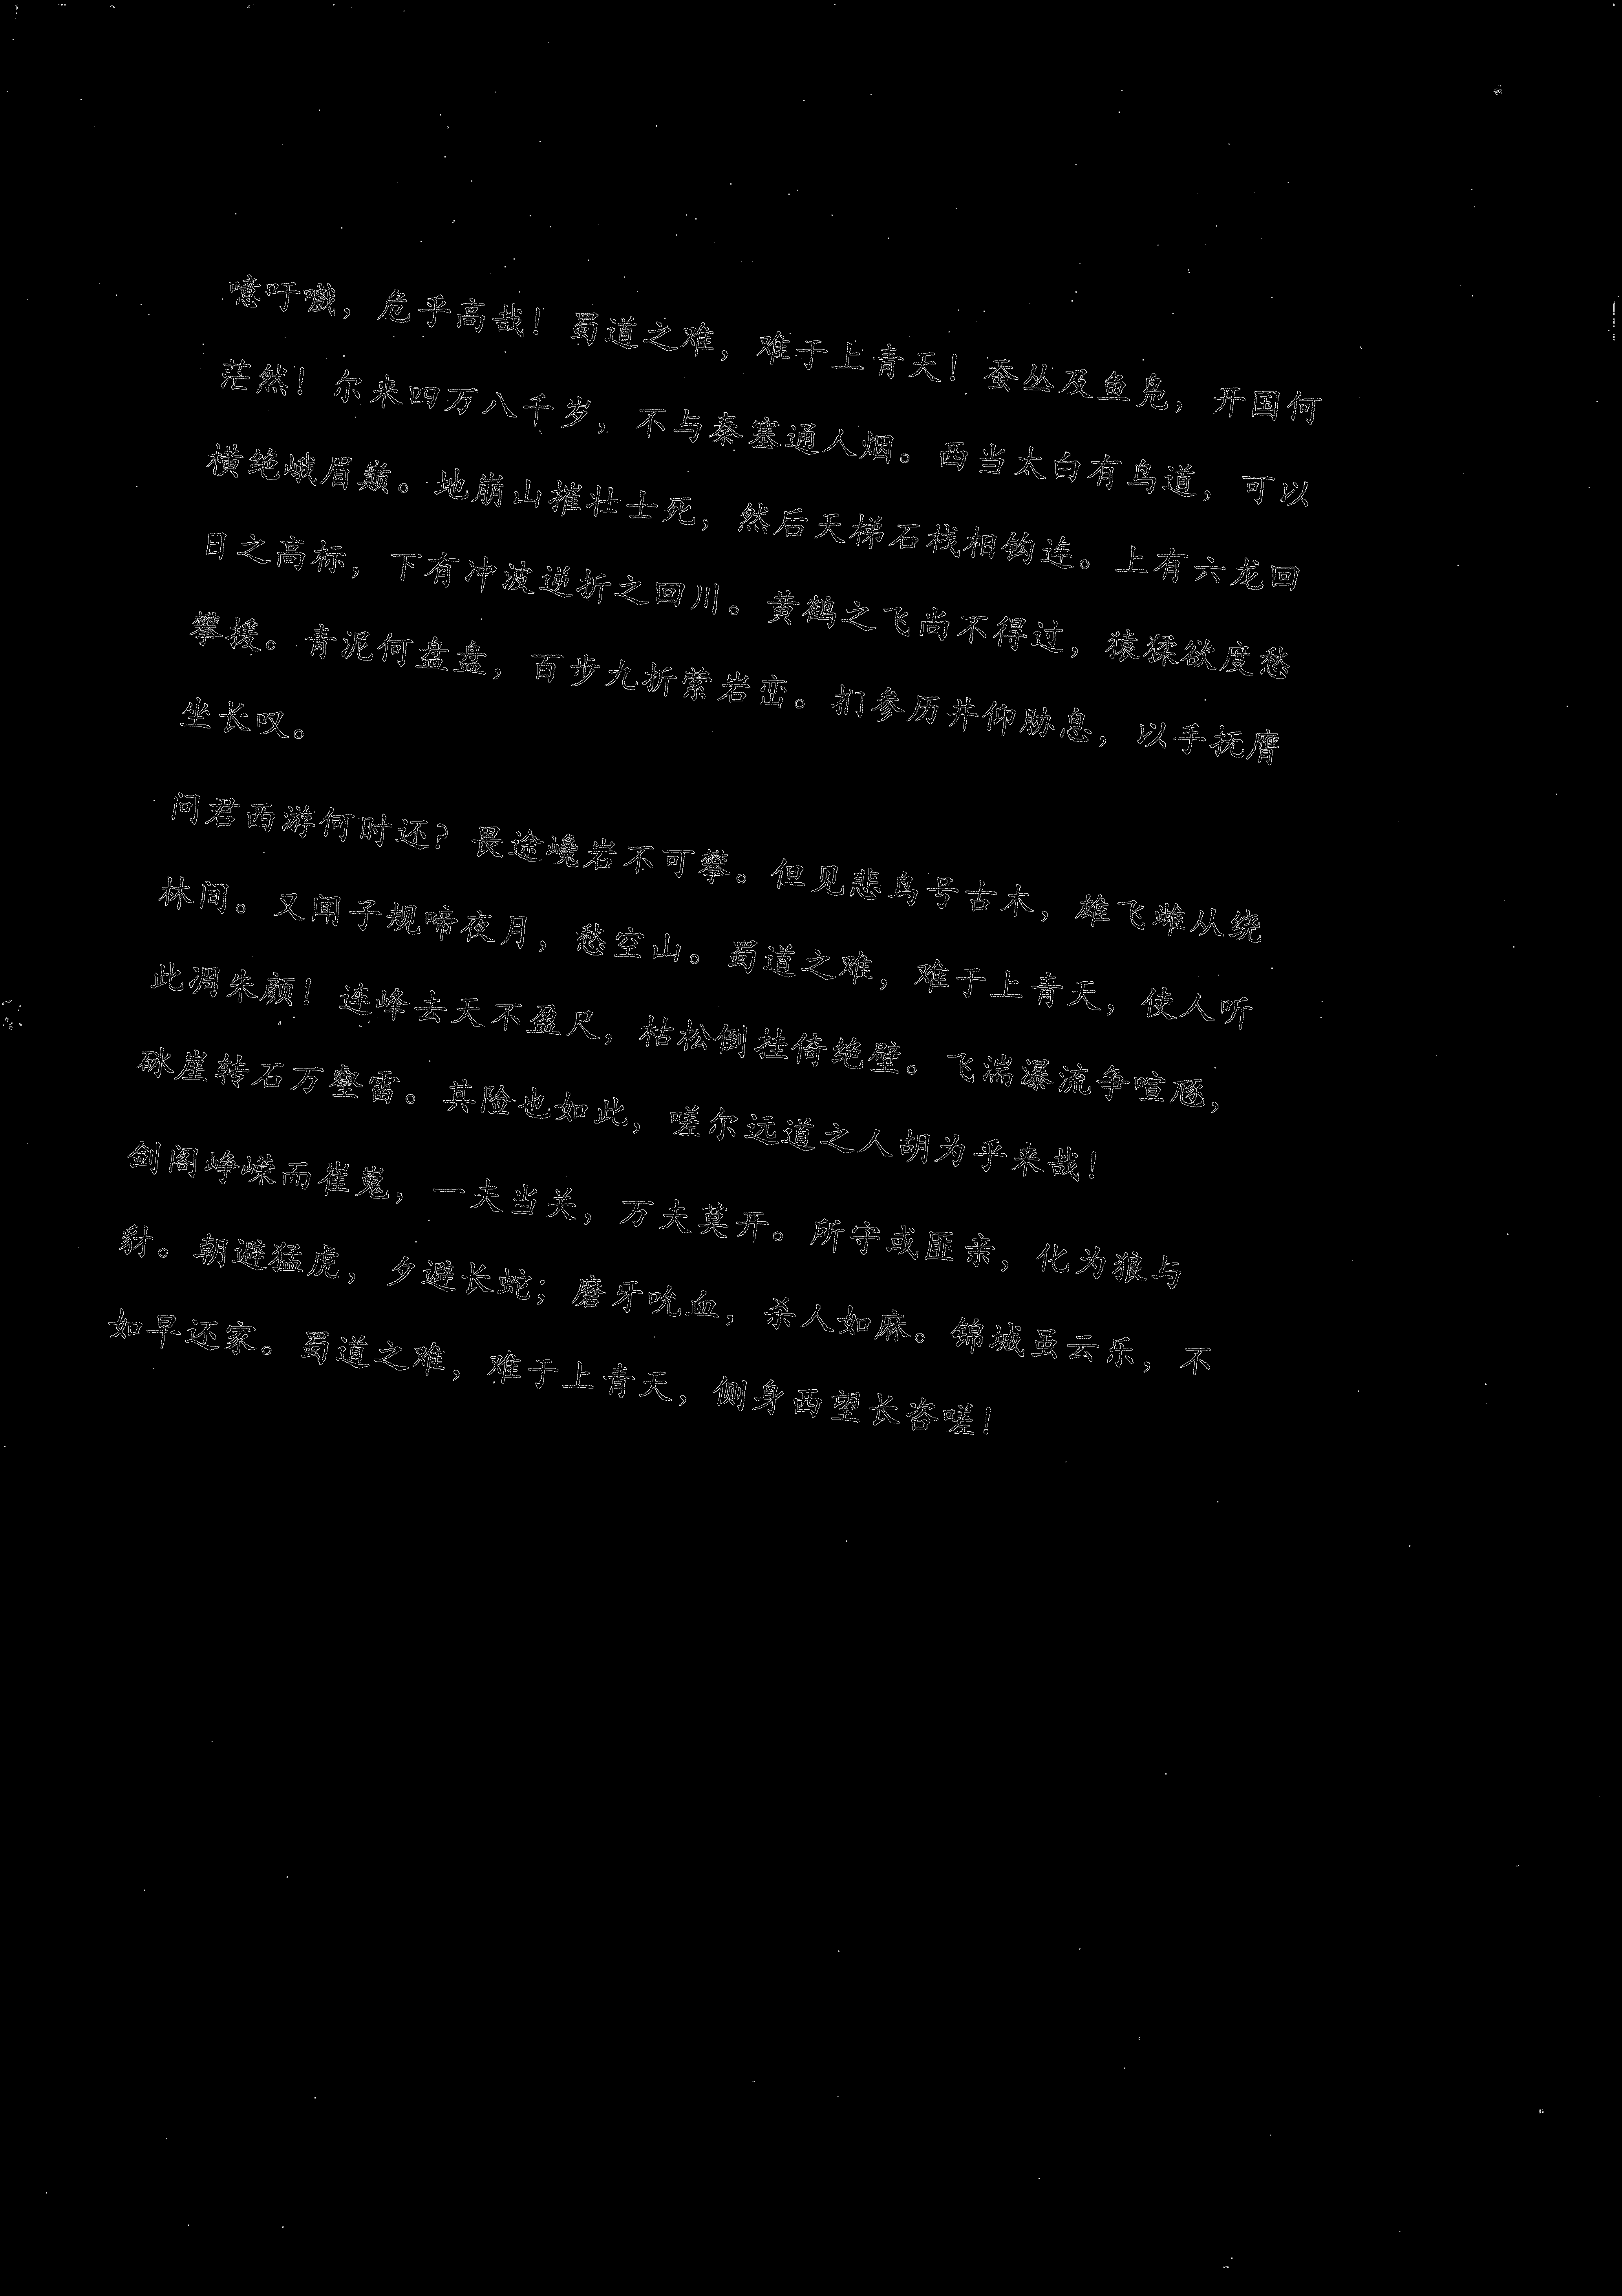 噫吁嚱，危乎高哉！蜀道之难，难于上青天！蚕丛及鱼凫，开国何
茫然！尔来四万八千岁，不与秦塞通人烟。西当太白有鸟道，可以
横绝峨眉巅。地崩山摧壮士死，然后天梯石栈相钩连。上有六龙回
日之高标，下有冲波逆折之回川。黄鹤之飞尚不得过，猿猱欲度愁
攀援。青泥何盘盘，百步九折萦岩峦。扪参历井仰胁息，以手抚膺
坐长叹。
问君西游何时还？畏途巉岩不可攀。但见悲鸟号古木，雄飞雌从绕
林间。又闻子规啼夜月，愁空山。蜀道之难，难于上青天，使人听
此凋朱颜！连峰去天不盈尺，枯松倒挂倚绝壁。飞湍瀑流争喧豗，
砯崖转石万壑雷。其险也如此，嗟尔远道之人胡为乎来哉！
剑阁峥嵘而崔嵬，一夫当关，万夫莫开。所守或匪亲，化为狼与
豺。朝避猛虎，夕避长蛇；磨牙吮血，杀人如麻。锦城虽云乐，不
如早还家。蜀道之难，难于上青天，侧身西望长咨嗟！